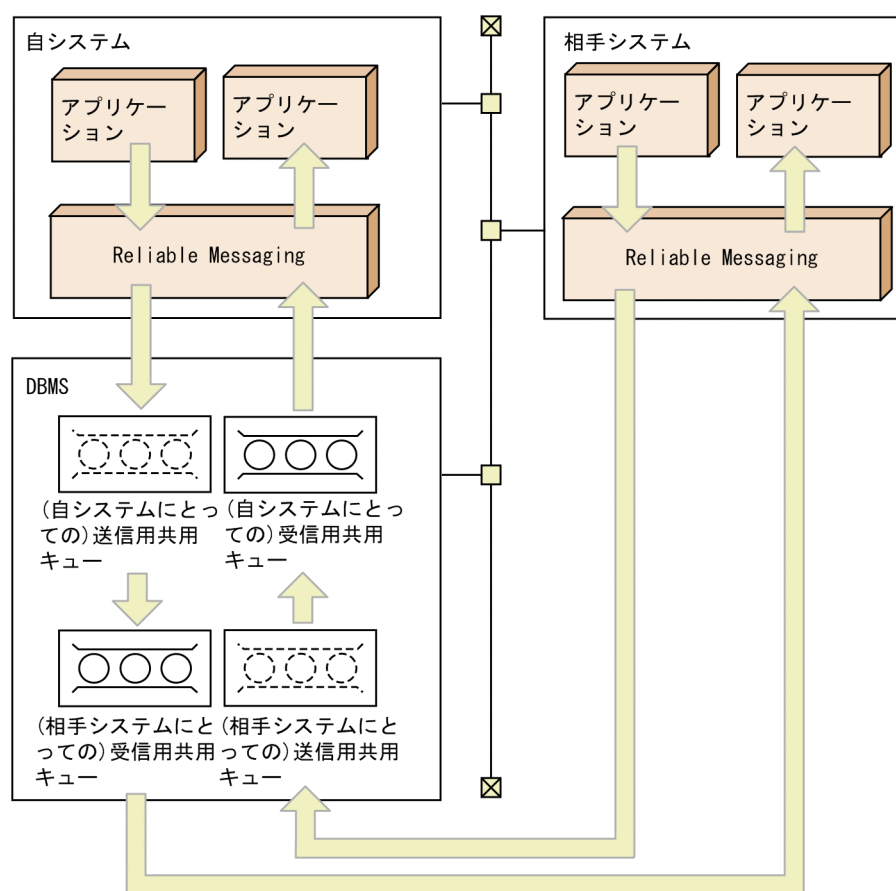 自システム
アプリケー
ション
アプリケー
ション
Reliable Messaging
相手システム
アプリケー
ション
アプリケー
ション
Reliable Messaging
DBMS
(自システムにとっ
ての)送信用共用
キュー
(自システムにとっ
ての)受信用共用
キュー
(相手システムにと
っての)受信用共用
キュー
(相手システムにと
っての)送信用共用
キュー